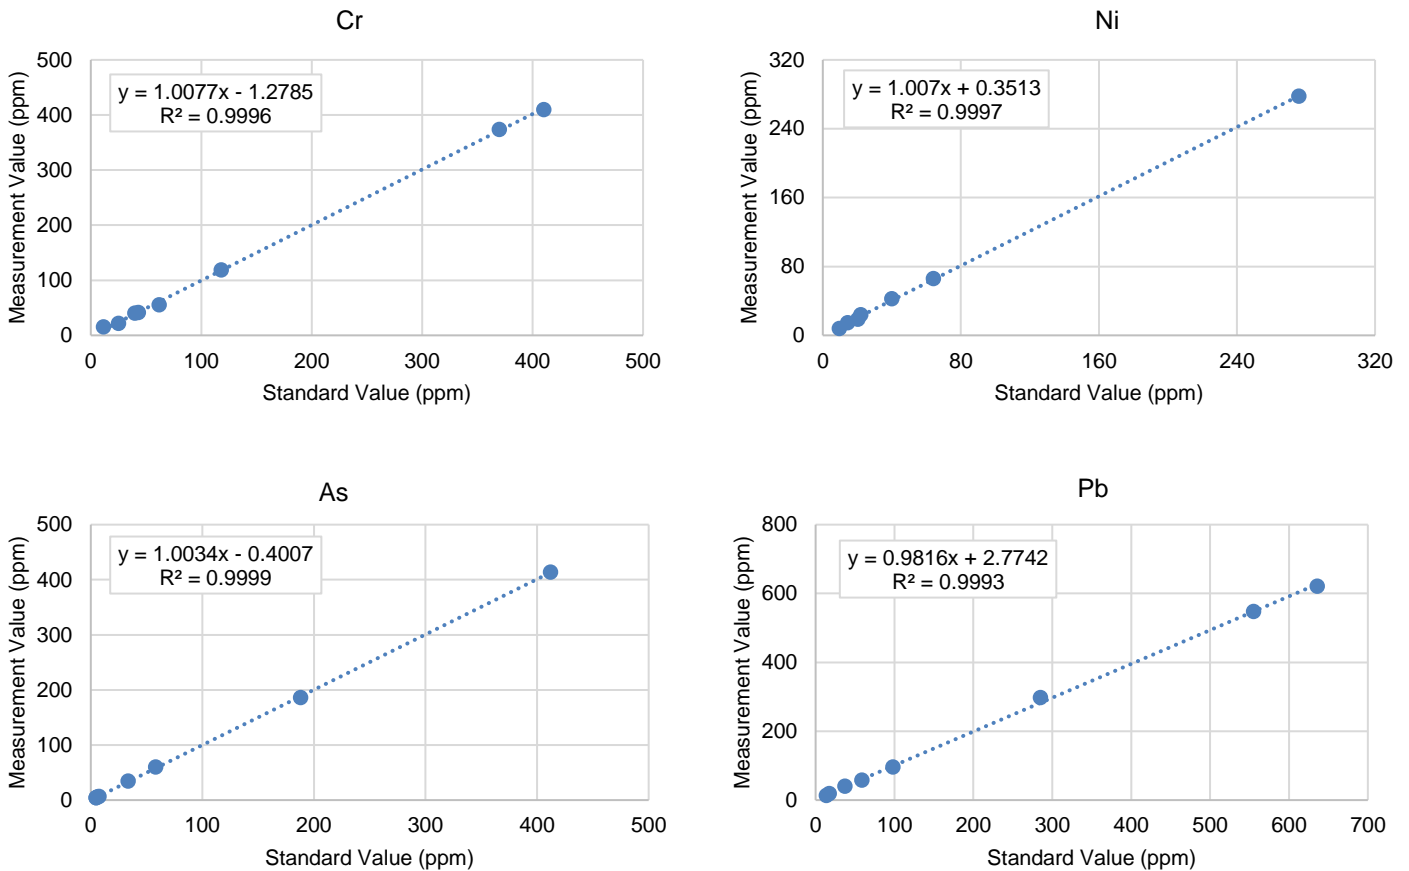 Cr
500
400
300
200
100
0
y = 1.0077x - 1.2785
R² = 0.9996
0 100 200 300 400 500
Measurement Value (ppm)
Standard Value (ppm)
Ni
320
240
160
80
0
y = 1.007x + 0.3513
R² = 0.9997
0 80 160 240 320
Measurement Value (ppm)
Standard Value (ppm)
As
500
400
300
200
100
0
y = 1.0034x - 0.4007
R² = 0.9999
0 100 200 300 400 500
Measurement Value (ppm)
Standard Value (ppm)
Pb
800
600
400
200
0
y = 0.9816x + 2.7742
R² = 0.9993
0 100 200 300 400 500 600 700
Measurement Value (ppm)
Standard Value (ppm)